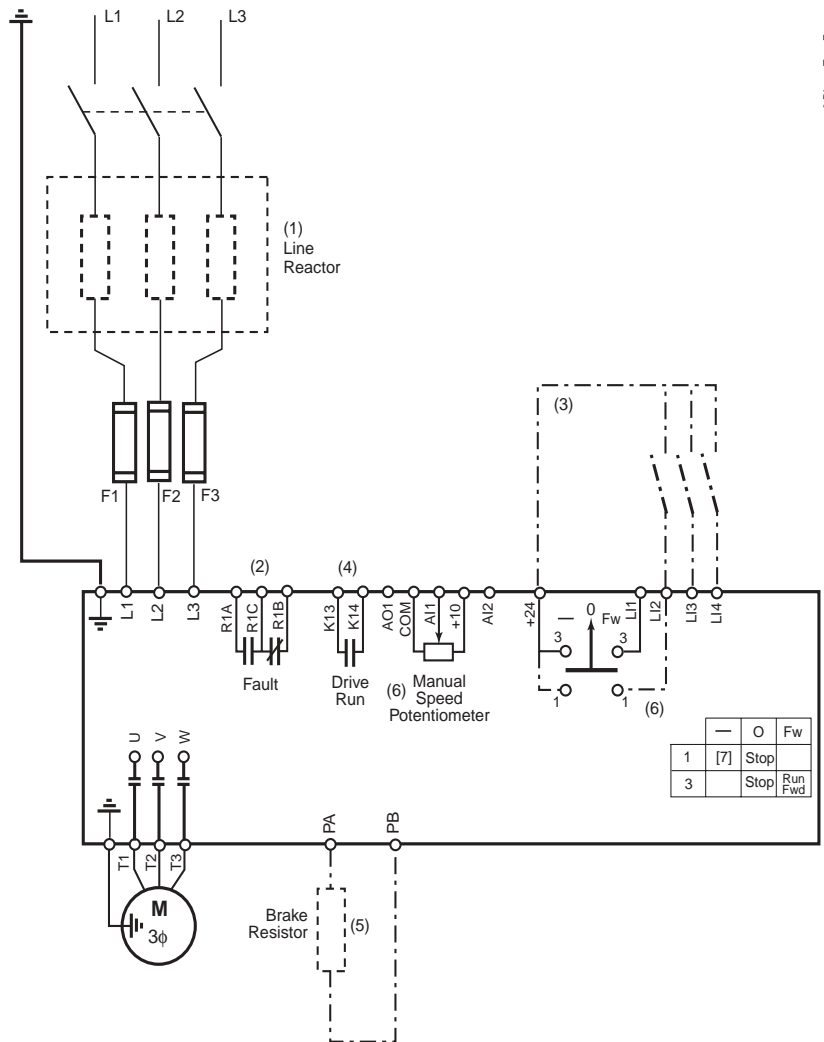 L1 L2 L3
(1)
Line
Reactor
(3)
F1 F2 F3
(2) (4)
L1 L2 L3 R1A R1C R1B K13 K14 AO1 COM AI1 +10 AI2 +24 LI1 LI2 LI3 LI4
— 0 Fw
3 3
Fault
Drive
Run
(6) Manual
Speed
Potentiometer
1 1 (6)
— O Fw
1 [7] Stop
3 Stop Run
Fwd
U V W
PA PB
T1 T2 T3
M
3ϕ
Brake
Resistor
(5)